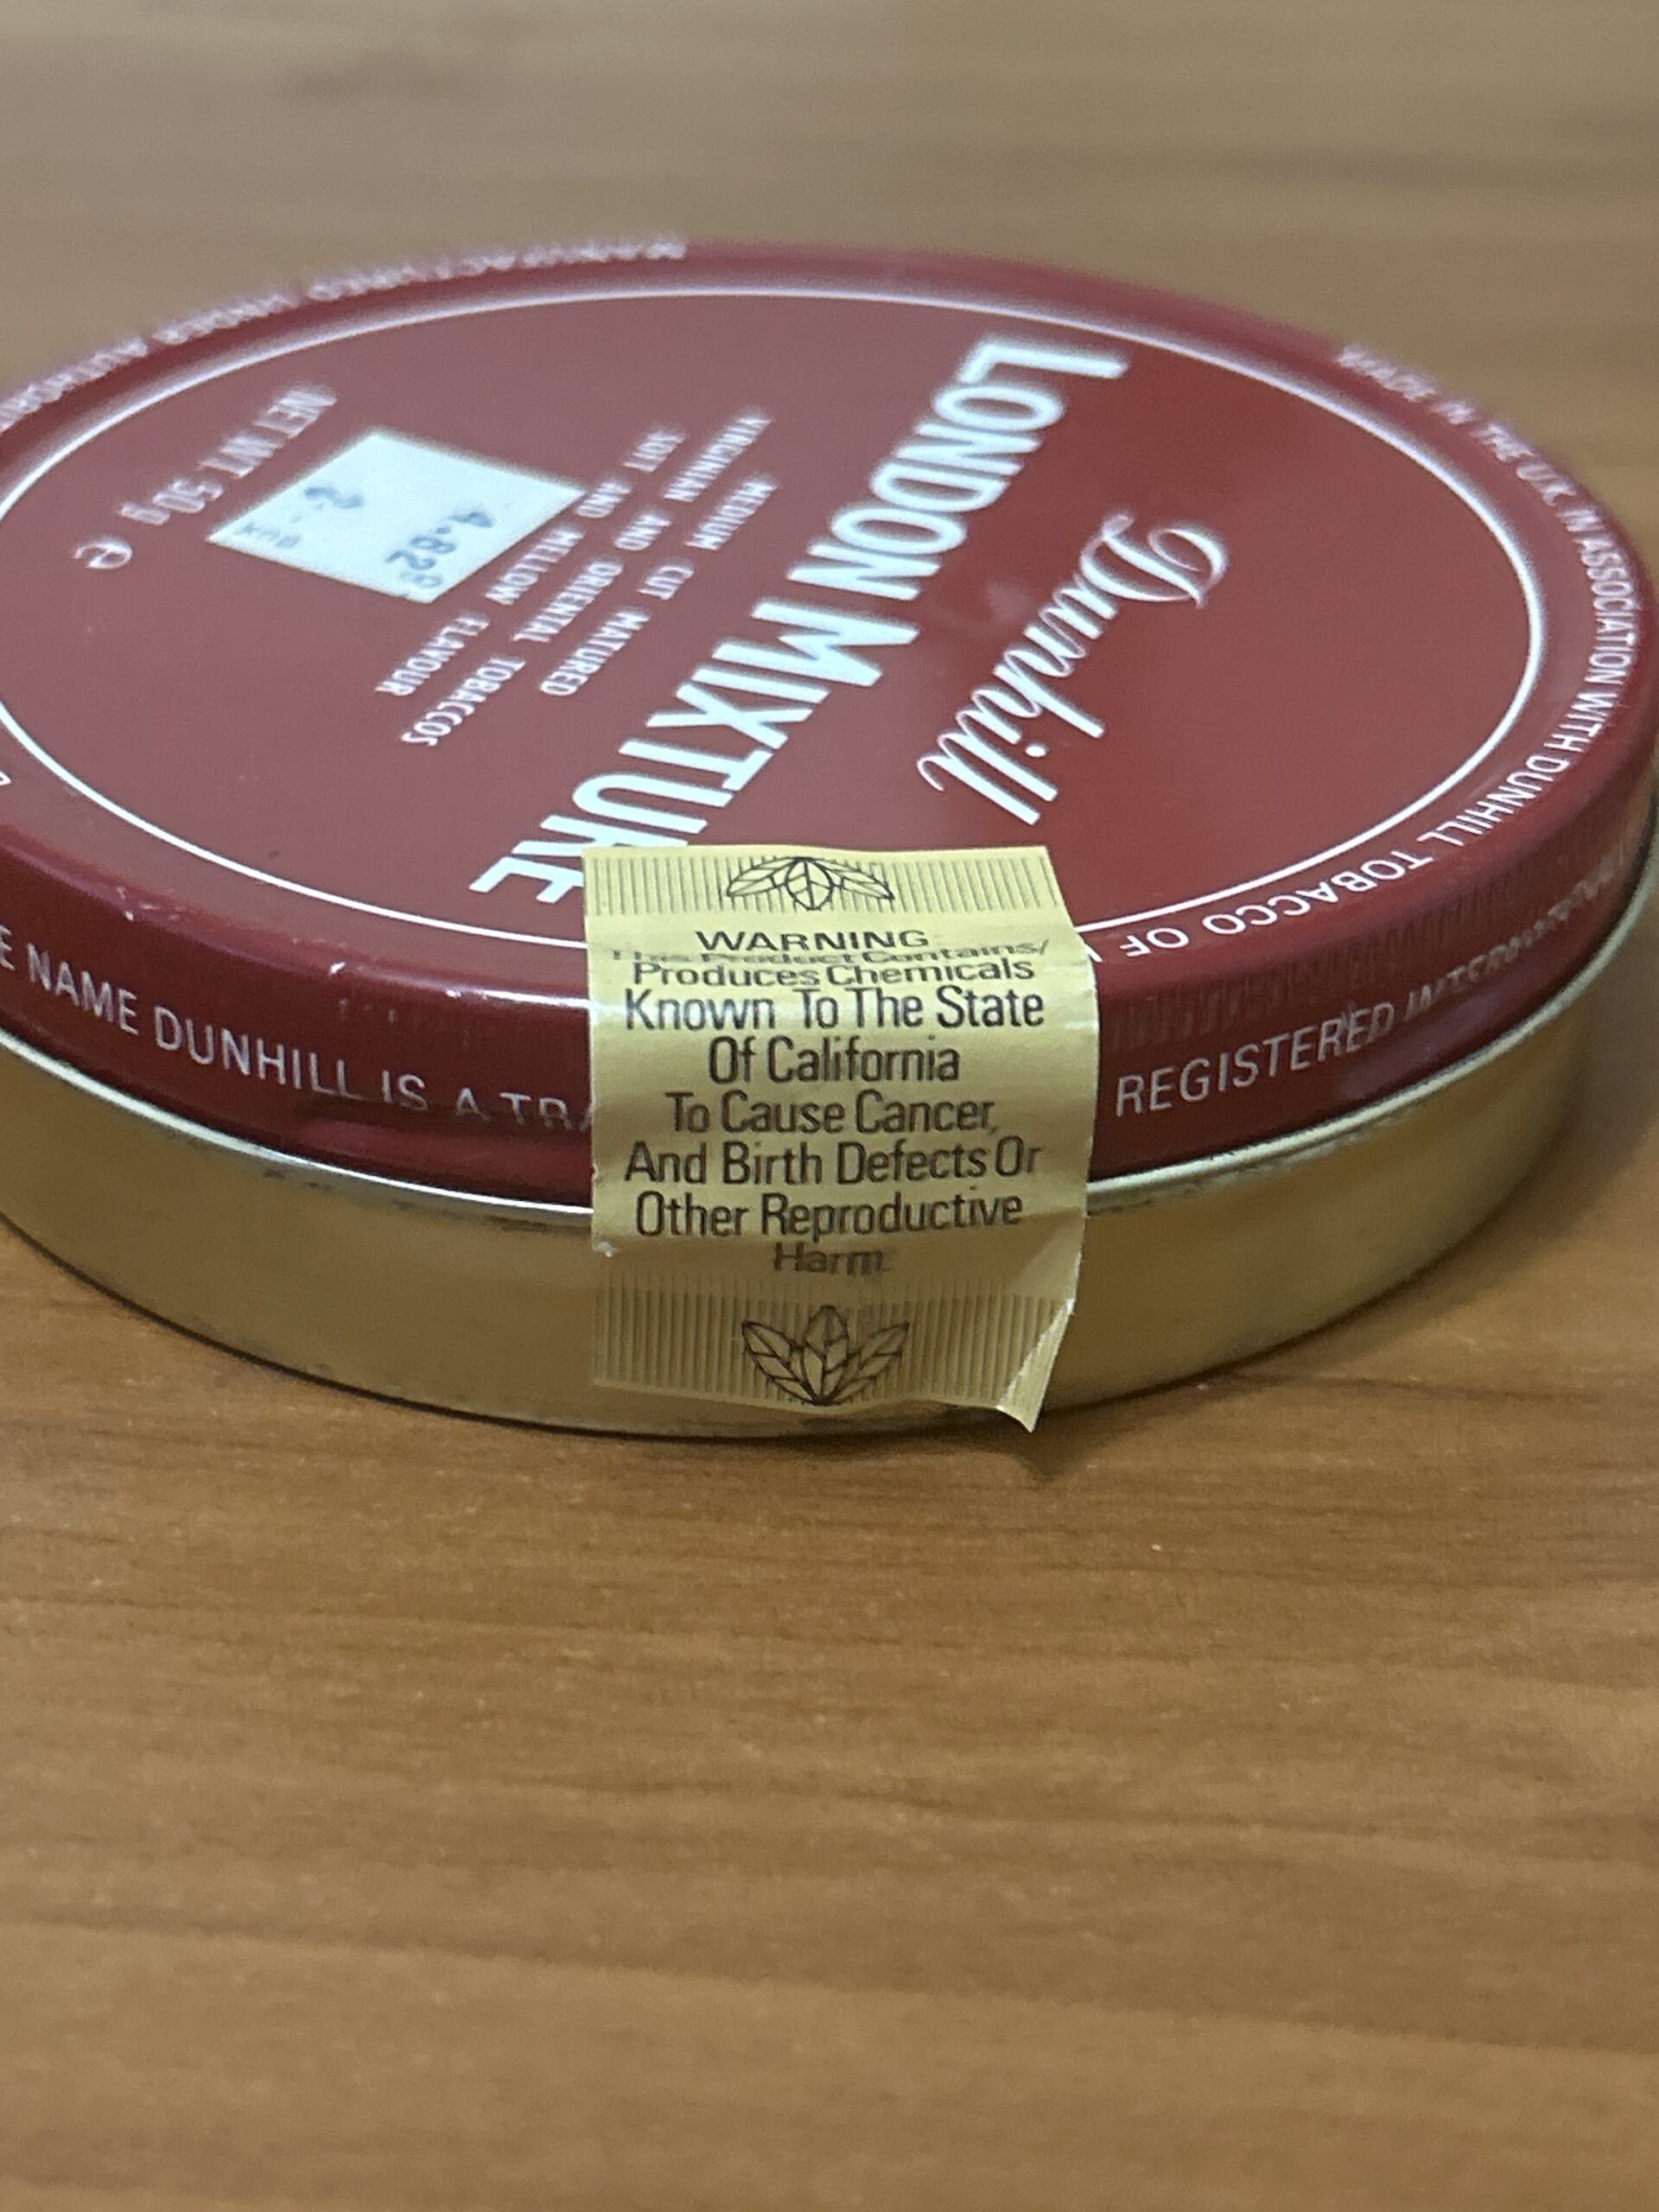 Dunhill
LONDON MIXTURE
MEDIUM CUT MATURED
VIRGINIAN AND ORIENTAL TOBACCOS
SOFT AND MELLOW FLAVOUR
NET WT. 50g e
4.82
MADE IN THE U.K. IN ASSOCIATION WITH DUNHILL TOBACCO OF
MANUFACTURED UNDER
E NAME DUNHILL IS A TRA
REGISTERED
WARNING
This Product Contains/
Produces Chemicals
Known To The State
Of California
To Cause Cancer,
And Birth Defects Or
Other Reproductive
Harm.